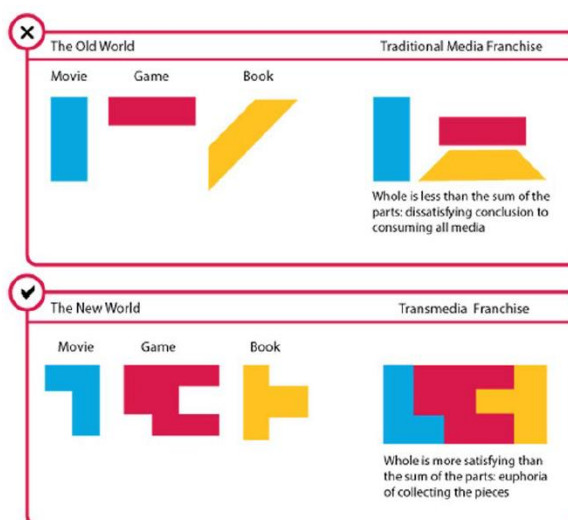 The Old World
Traditional Media Franchise
Movie
Game
Book
Whole is less than the sum of the
parts: dissatisfying conclusion to
consuming all media
The New World
Transmedia Franchise
Movie
Game
Book
Whole is more satisfying than
the sum of the parts: euphoria
of collecting the pieces